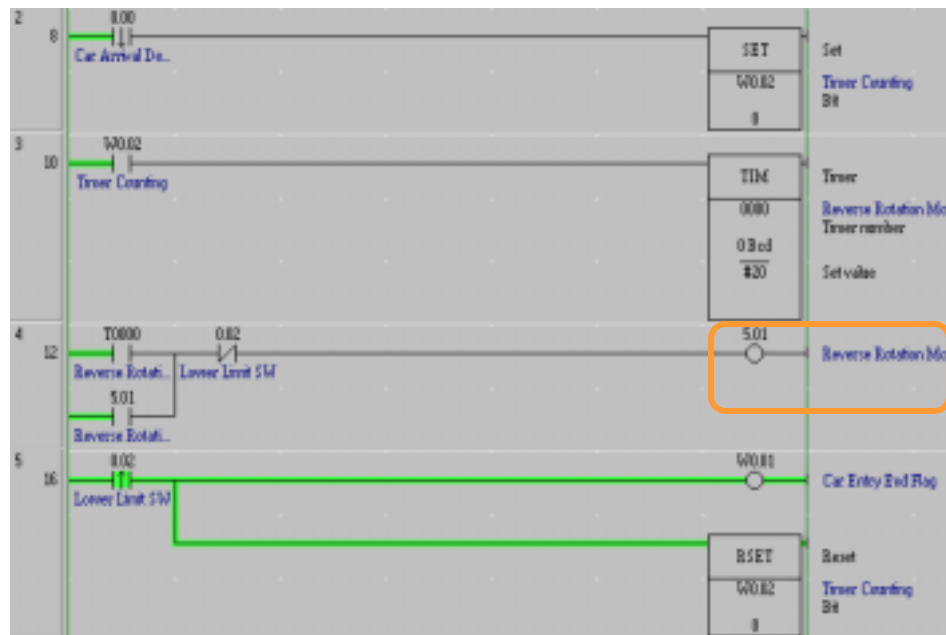 2
0.00
8
Car Arrival De...
SET
Set
W0.02
Timer Counting
Bit
0
3
W0.02
10
Timer Counting
TIM
Timer
0000
Reverse Rotation Mo
Timer number
0 Bcd
#20
Set value
4
T0000
0.02
5.01
12
Reverse Rotati...
Lower Limit SW
Reverse Rotation Mo
5.01
Reverse Rotati...
5
0.02
W0.01
16
Lower Limit SW
Car Entry End Flag
RSET
Reset
W0.02
Timer Counting
Bit
0